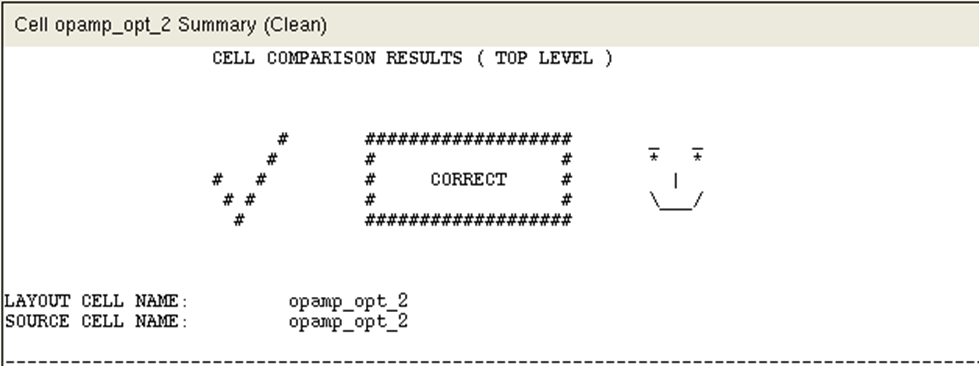 Cell opamp_opt_2 Summary (Clean)
CELL COMPARISON RESULTS ( TOP LEVEL )
                         #       ###################       _   _
                        #        #                 #       *   *
                   #   #         #     CORRECT     #         |
                    # #          #                 #       \___/
                     #           ###################
LAYOUT CELL NAME:         opamp_opt_2
SOURCE CELL NAME:         opamp_opt_2
--------------------------------------------------------------------------------